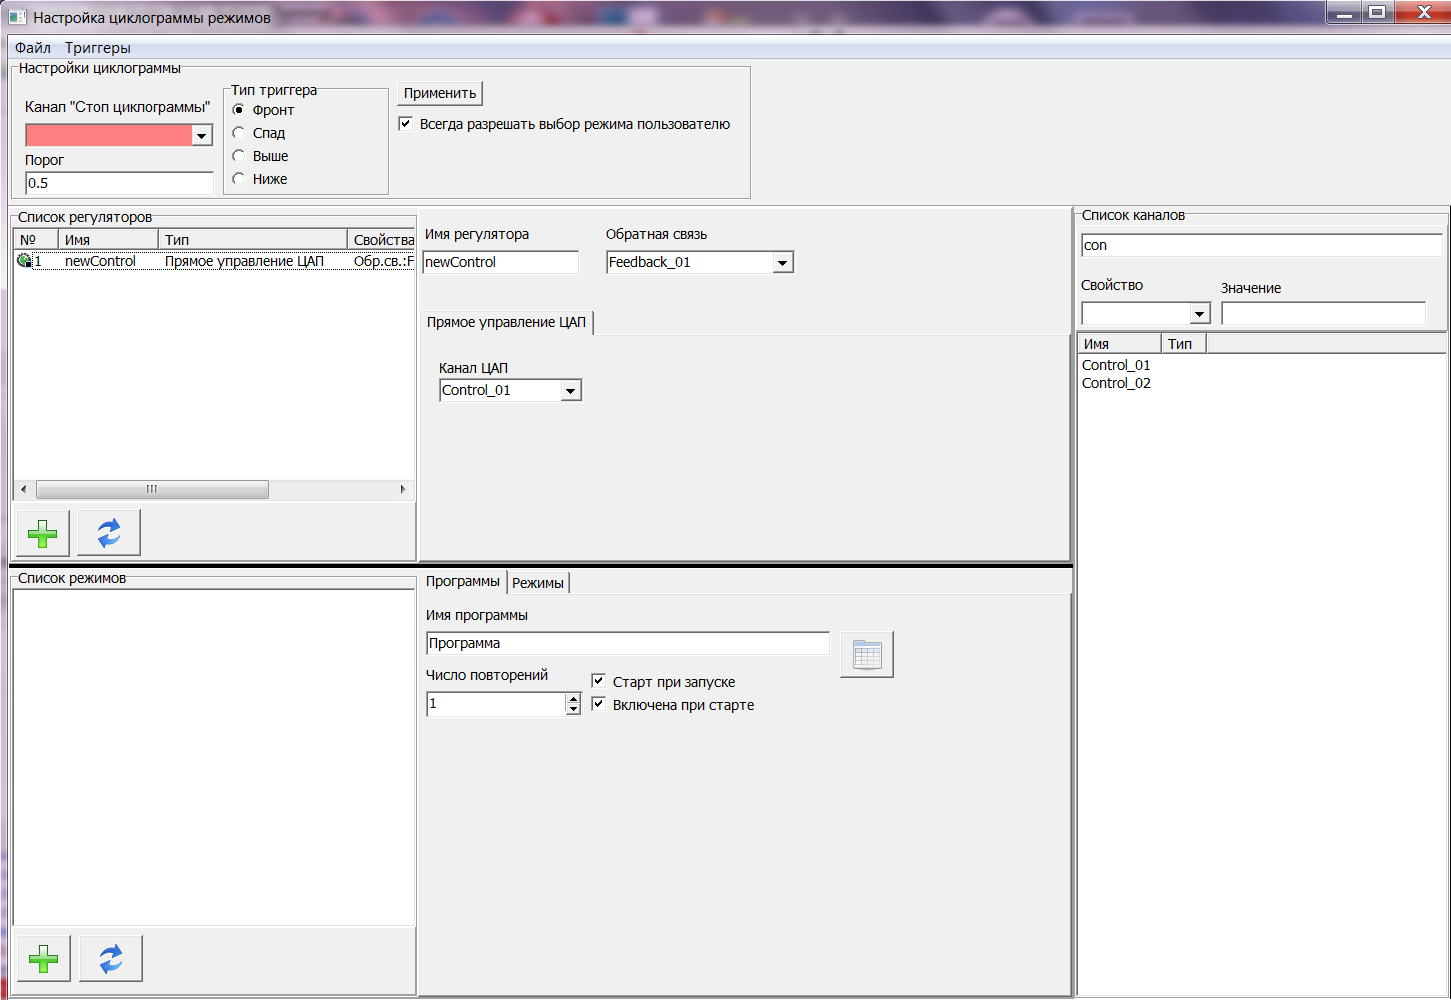 Настройка циклограммы режимов
Файл Триггеры
Настройки циклограммы
Канал "Стоп циклограммы"
Порог
0.5
Тип триггера
Фронт
Спад
Выше
Ниже
Применить
Всегда разрешать выбор режима пользователю
Список регуляторов
№ Имя Тип Свойства
1 newControl Прямое управление ЦАП Обр.св.:F
Имя регулятора
newControl
Обратная связь
Feedback_01
Прямое управление ЦАП
Канал ЦАП
Control_01
Список каналов
con
Свойство Значение
Имя Тип
Control_01
Control_02
Список режимов
Программы Режимы
Имя программы
Программа
Число повторений
1
Старт при запуске
Включена при старте